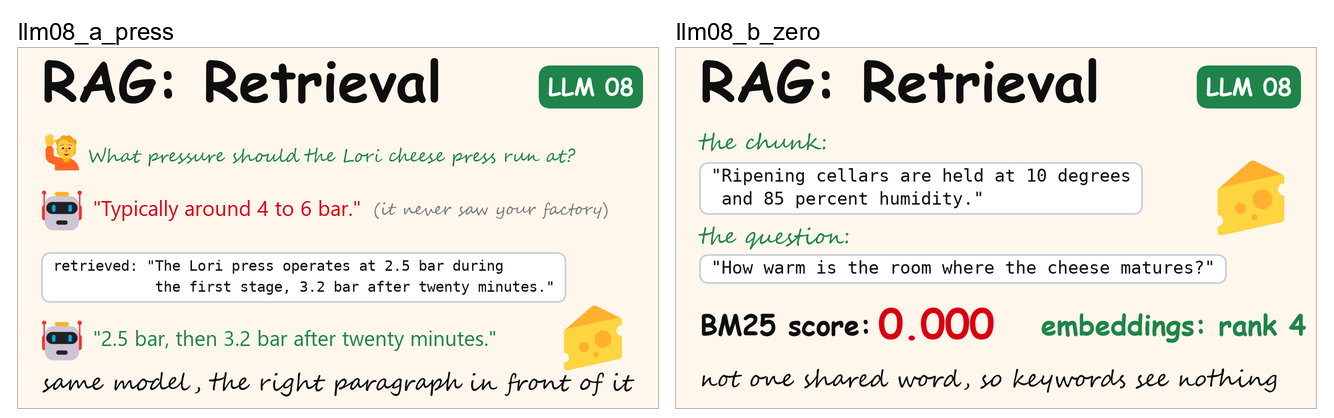 llm08_a_press
RAG: Retrieval
LLM 08
What pressure should the Lori cheese press run at?
"Typically around 4 to 6 bar." (it never saw your factory)
retrieved: "The Lori press operates at 2.5 bar during
the first stage, 3.2 bar after twenty minutes."
"2.5 bar, then 3.2 bar after twenty minutes."
same model, the right paragraph in front of it
llm08_b_zero
RAG: Retrieval
LLM 08
the chunk:
"Ripening cellars are held at 10 degrees
and 85 percent humidity."
the question:
"How warm is the room where the cheese matures?"
BM25 score: 0.000 embeddings: rank 4
not one shared word, so keywords see nothing